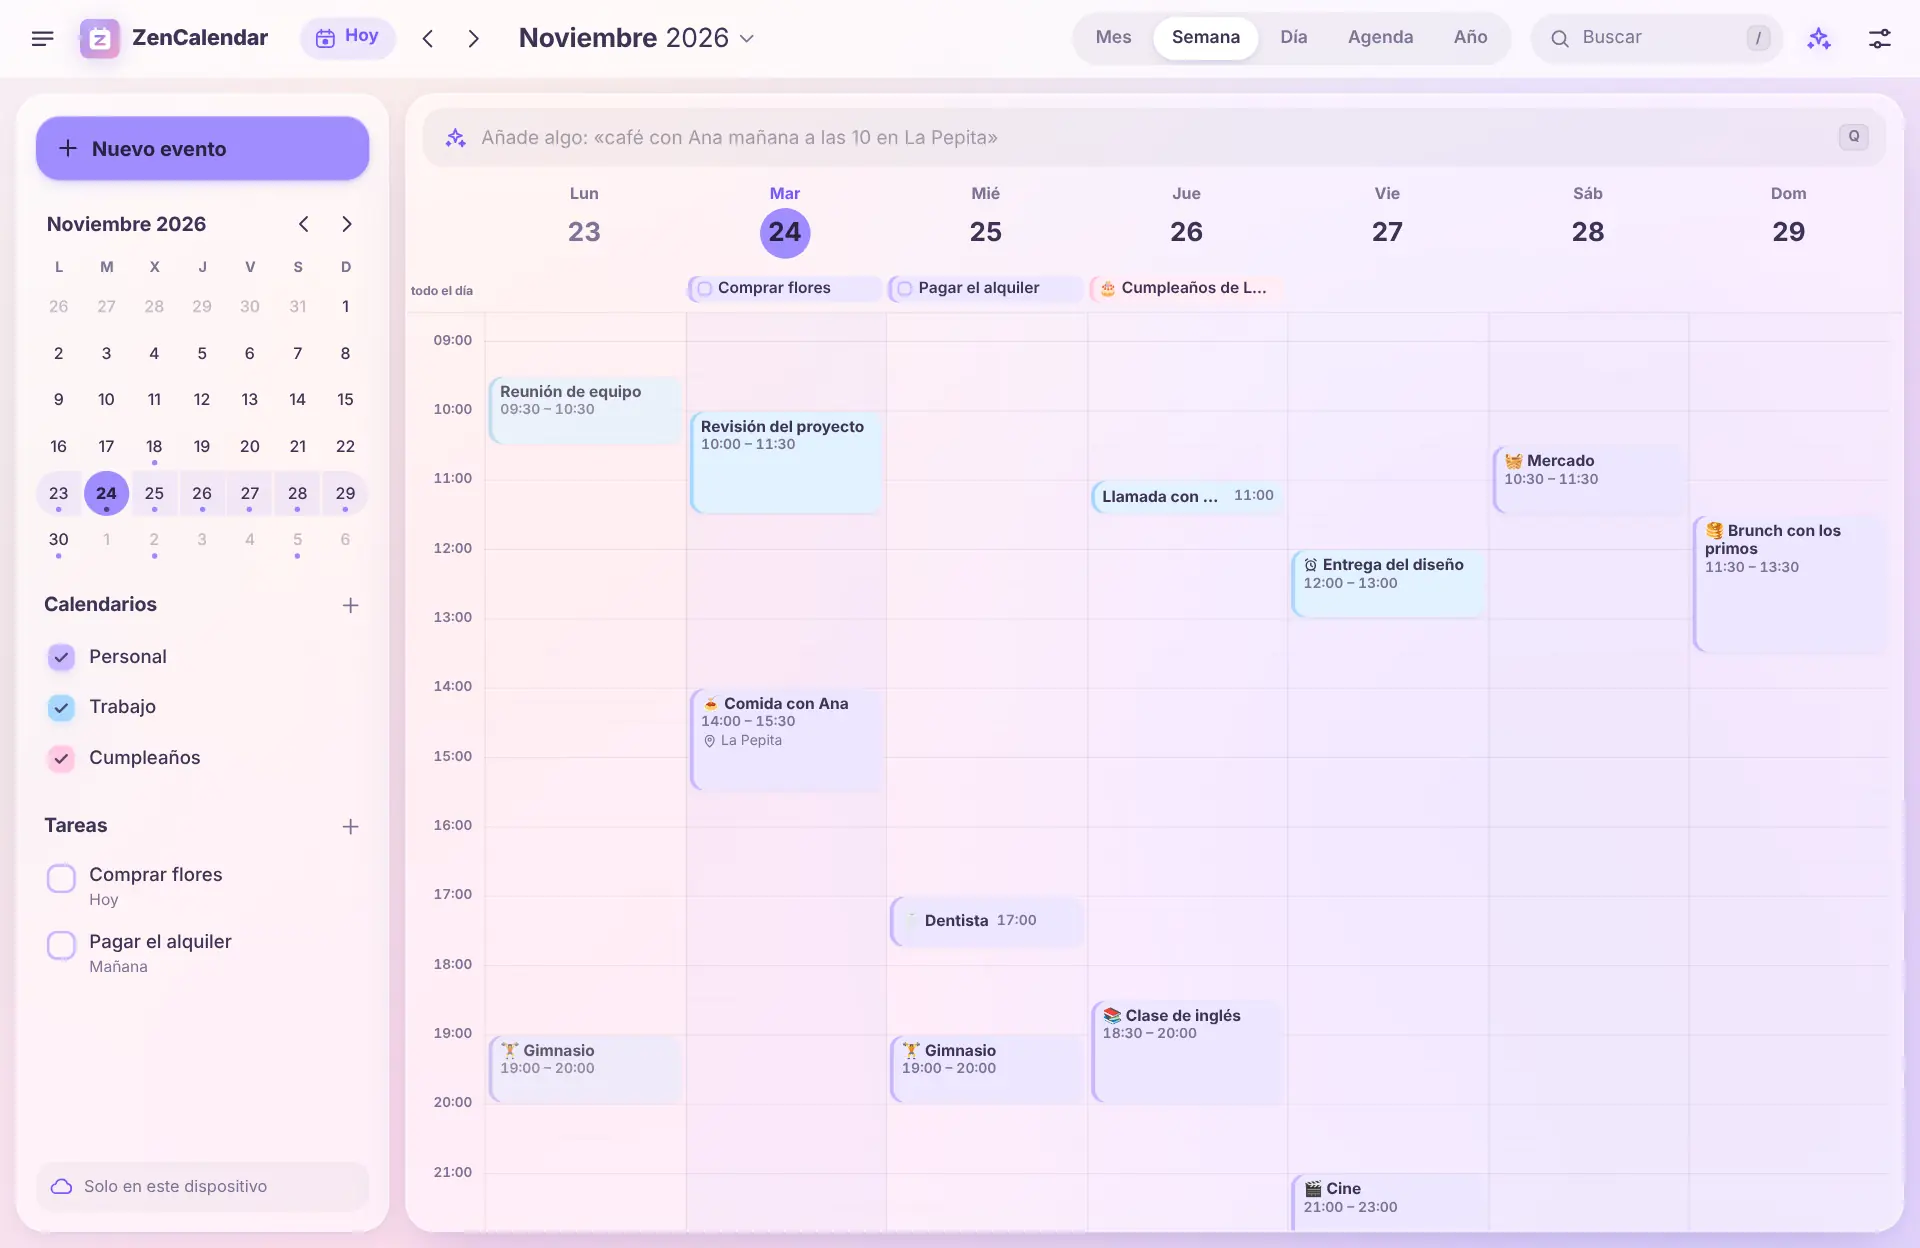 ZenCalendar
Hoy
Noviembre 2026
Mes
Semana
Día
Agenda
Año
Buscar
/
Nuevo evento
Noviembre 2026
L M X J V S D
26 27 28 29 30 31 1
2 3 4 5 6 7 8
9 10 11 12 13 14 15
16 17 18 19 20 21 22
23 24 25 26 27 28 29
30 1 2 3 4 5 6
Calendarios
Personal
Trabajo
Cumpleaños
Tareas
Comprar flores
Hoy
Pagar el alquiler
Mañana
Solo en este dispositivo
Añade algo: «café con Ana mañana a las 10 en La Pepita»
Q
Lun Mar Mié Jue Vie Sáb Dom
23 24 25 26 27 28 29
todo el día
Comprar flores
Pagar el alquiler
Cumpleaños de L...
09:00
10:00
11:00
12:00
13:00
14:00
15:00
16:00
17:00
18:00
19:00
20:00
21:00
Reunión de equipo
09:30 – 10:30
Gimnasio
19:00 – 20:00
Revisión del proyecto
10:00 – 11:30
Comida con Ana
14:00 – 15:30
La Pepita
Dentista 17:00
Gimnasio
19:00 – 20:00
Llamada con ... 11:00
Clase de inglés
18:30 – 20:00
Entrega del diseño
12:00 – 13:00
Cine
21:00 – 23:00
Mercado
10:30 – 11:30
Brunch con los
primos
11:30 – 13:30